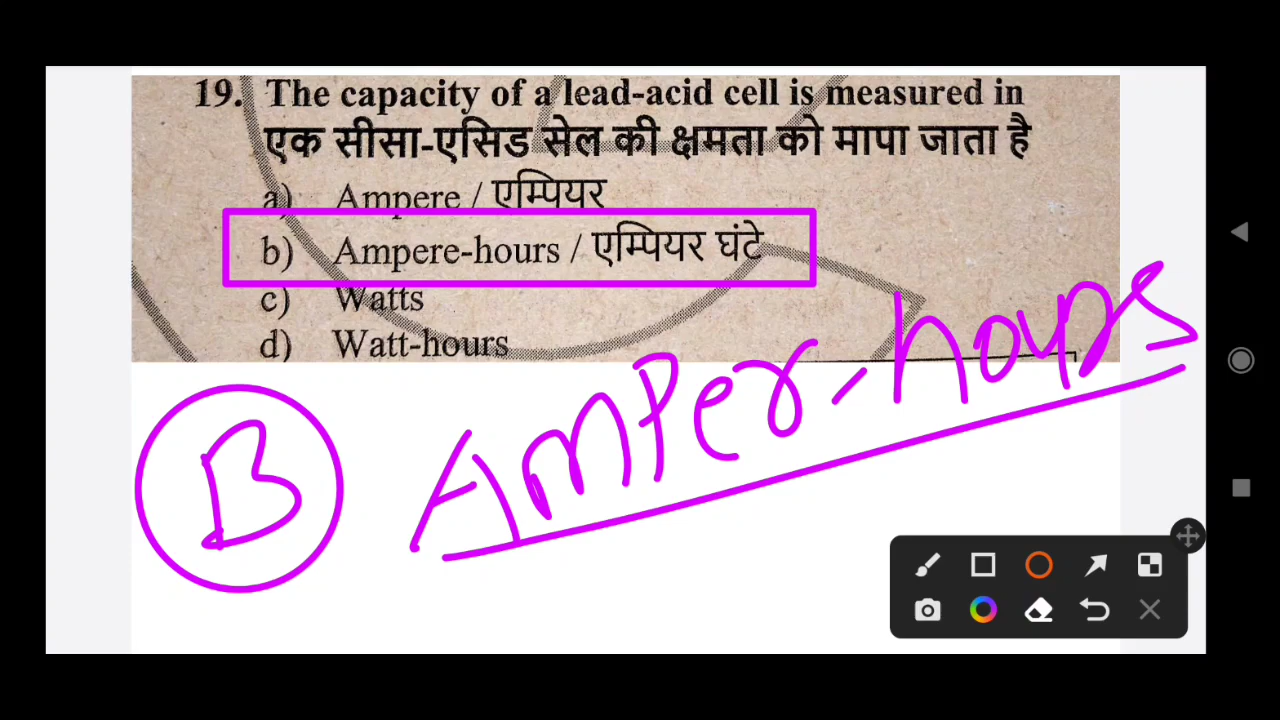 19. The capacity of a lead-acid cell is measured in
एक सीसा-एसिड सेल की क्षमता को मापा जाता है
a) Ampere / एम्पियर
b) Ampere-hours / एम्पियर घंटे
c) Watts
d) Watt-hours
B Amper-hours